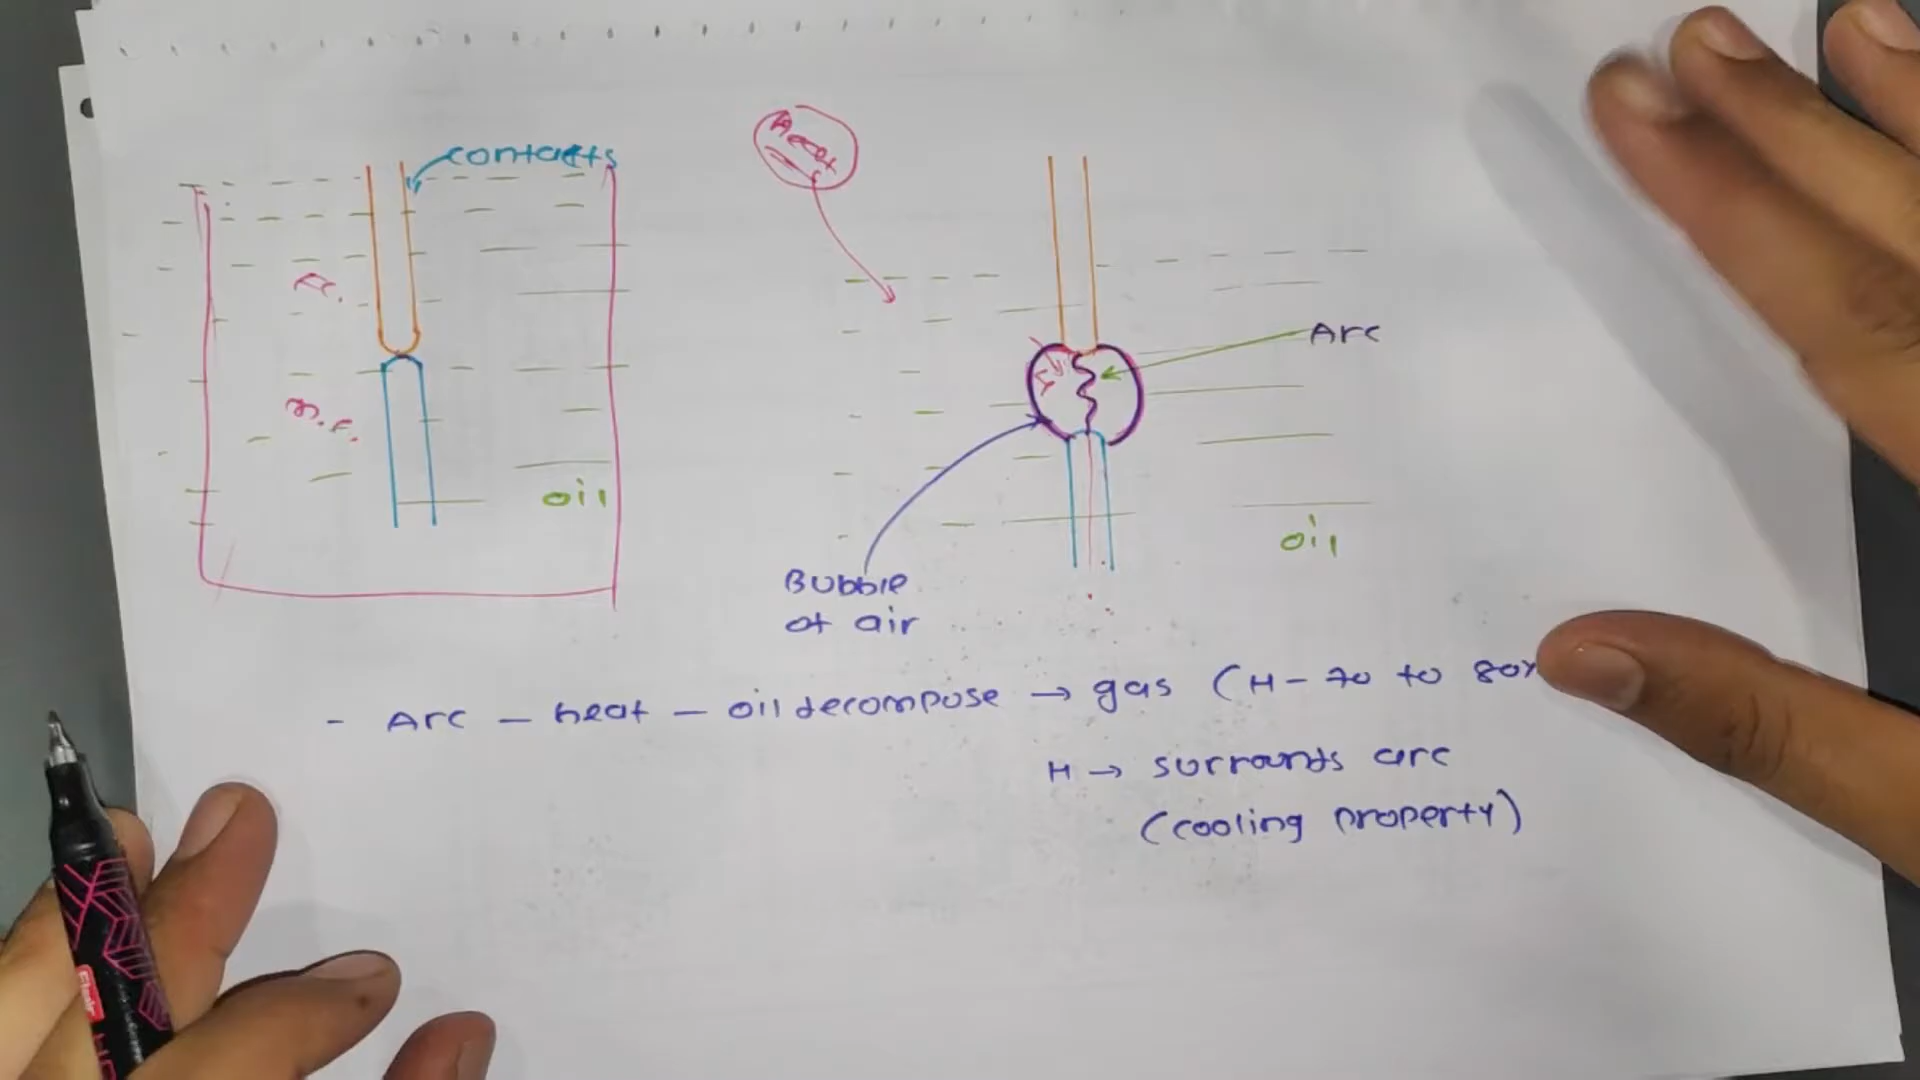 contacts
Heat
F.c.
m.c.
oil
Arc
oil
Bubble
of air
- Arc - heat - oil decompose → gas (H - 70 to 80%
H → surrounts arc
(cooling property)